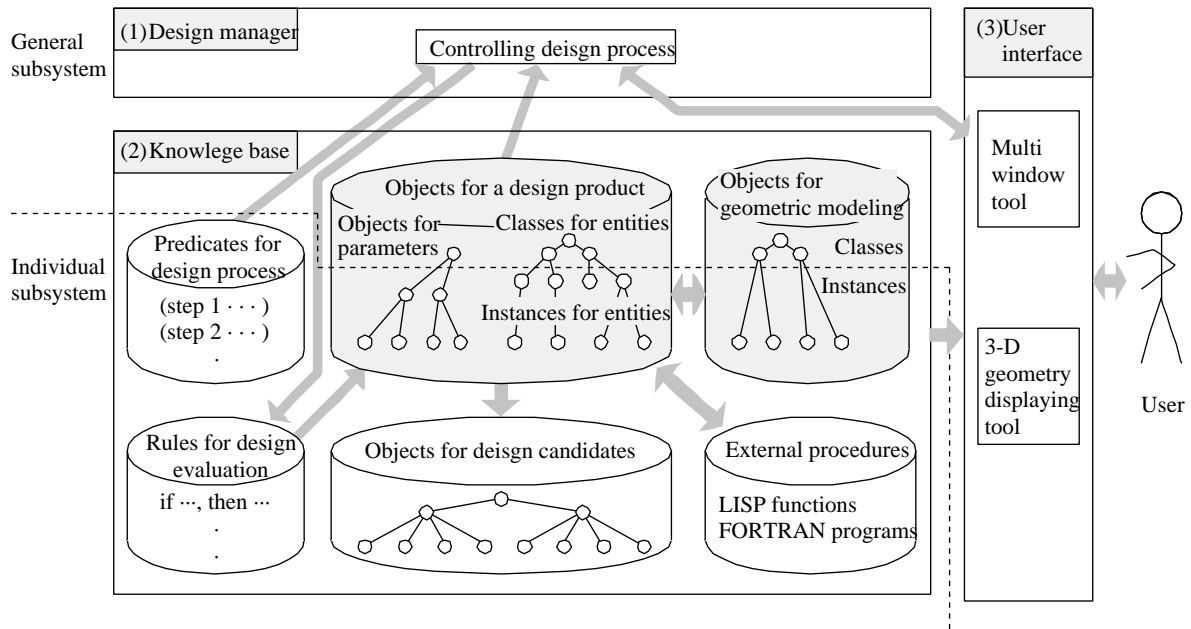 General
subsystem
(1) Design manager
Controlling deisgn process
(3) User
interface
(2) Knowlege base
Objects for a design product
Objects for
parameters
Classes for entities
Instances for entities
Objects for
geometric modeling
Classes
Instances
Multi
window
tool
Individual
subsystem
Predicates for
design process
(step 1 · · · )
(step 2 · · · )
.
3-D
geometry
displaying
tool
User
Rules for design
evaluation
if ···, then ···
.
.
Objects for deisgn candidates
External procedures
LISP functions
FORTRAN programs